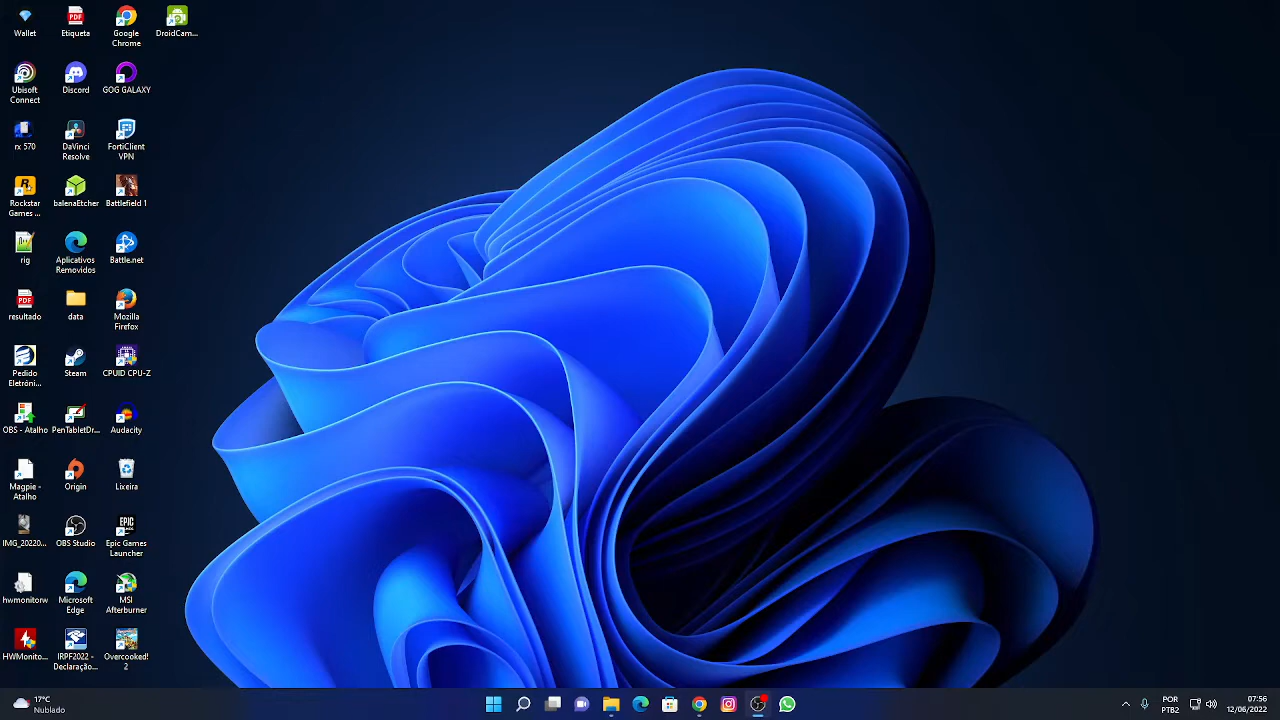 Wallet
Etiqueta
Google
Chrome
DroidCam...
Ubisoft
Connect
Discord
GOG GALAXY
rx 570
DaVinci
Resolve
FortiClient
VPN
Rockstar
Games ...
balenaEtcher
Battlefield 1
rig
Aplicativos
Removidos
Battle.net
resultado
data
Mozilla
Firefox
Pedido
Eletróni...
Steam
CPUID CPU-Z
OBS - Atalho
PenTabletDr...
Audacity
Magpie -
Atalho
Origin
Lixeira
IMG_20220...
OBS Studio
Epic Games
Launcher
hwmonitorw
Microsoft
Edge
MSI
Afterburner
HWMonito...
IRPF2022 -
Declaração...
Overcooked!
2
17°C
Nublado
POR
PTB2
07:56
12/06/2022